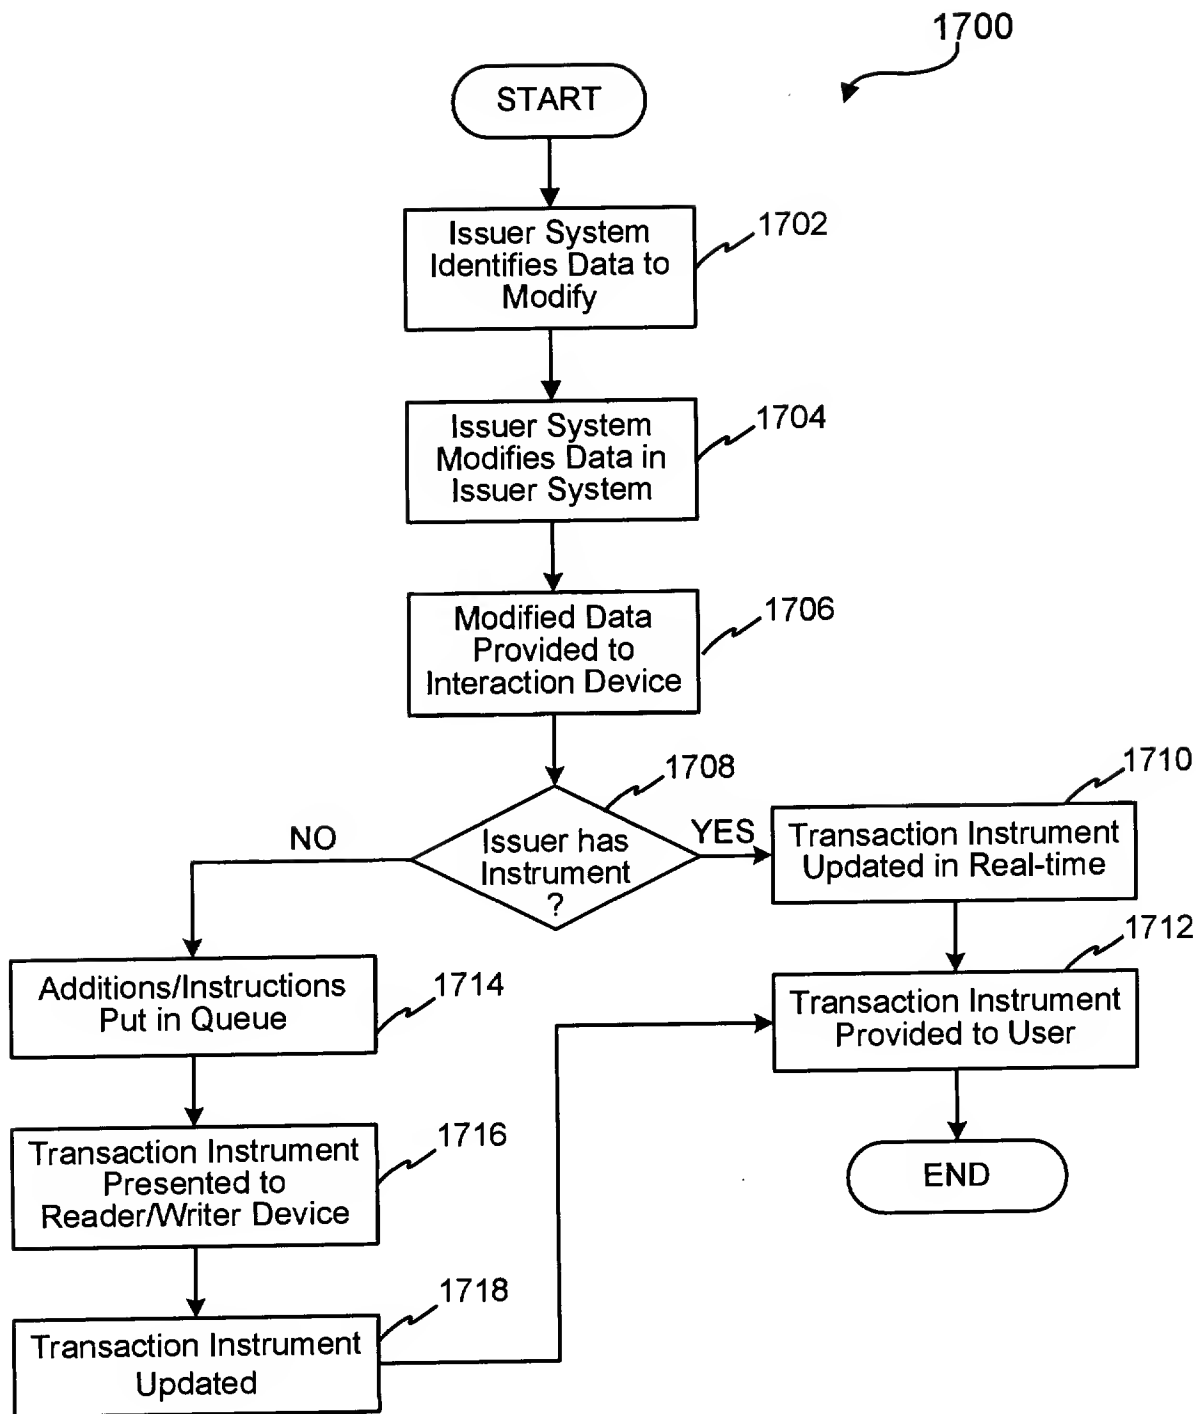 1700
START
Issuer System
Identifies Data to
Modify
1702
Issuer System
Modifies Data in
Issuer System
1704
Modified Data
Provided to
Interaction Device
1706
1708
Issuer has
Instrument
?
NO
YES
1710
Transaction Instrument
Updated in Real-time
1712
Transaction Instrument
Provided to User
END
Additions/Instructions
Put in Queue
1714
Transaction Instrument
Presented to
Reader/Writer Device
1716
Transaction Instrument
Updated
1718